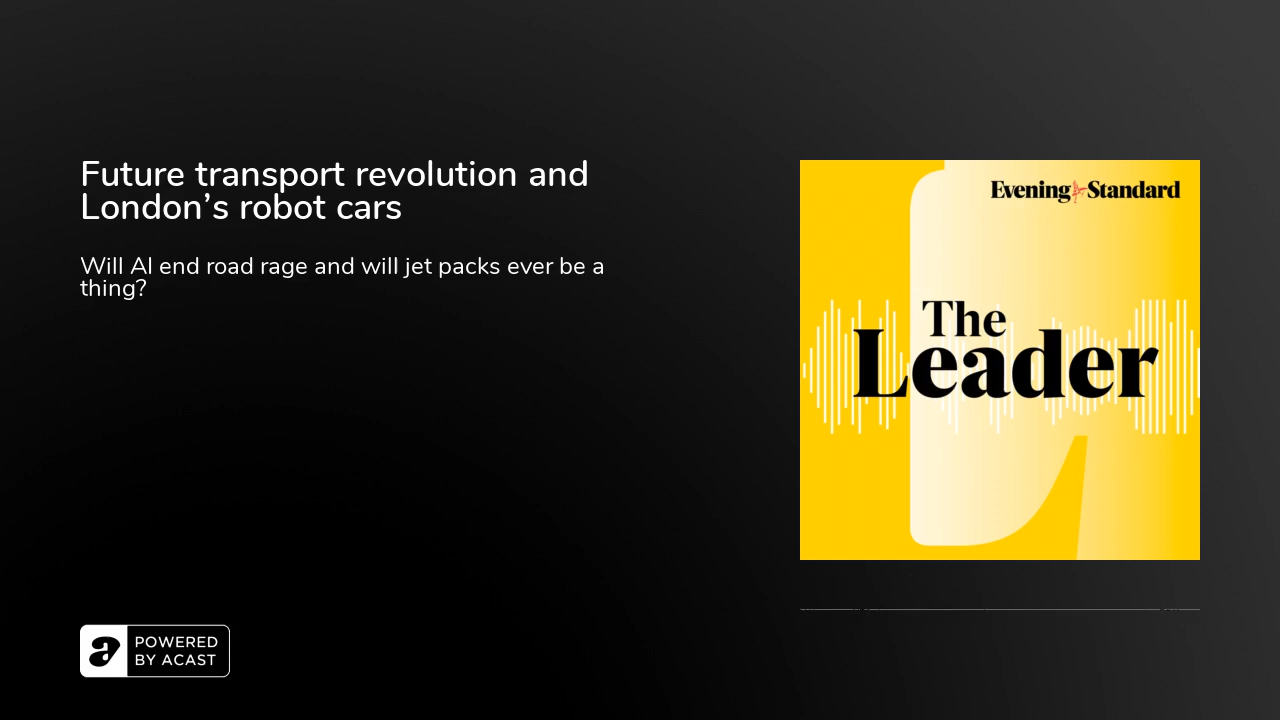 Future transport revolution and
London’s robot cars
Will AI end road rage and will jet packs ever be a
thing?
Evening Standard
The
Leader
a
POWERED
BY ACAST